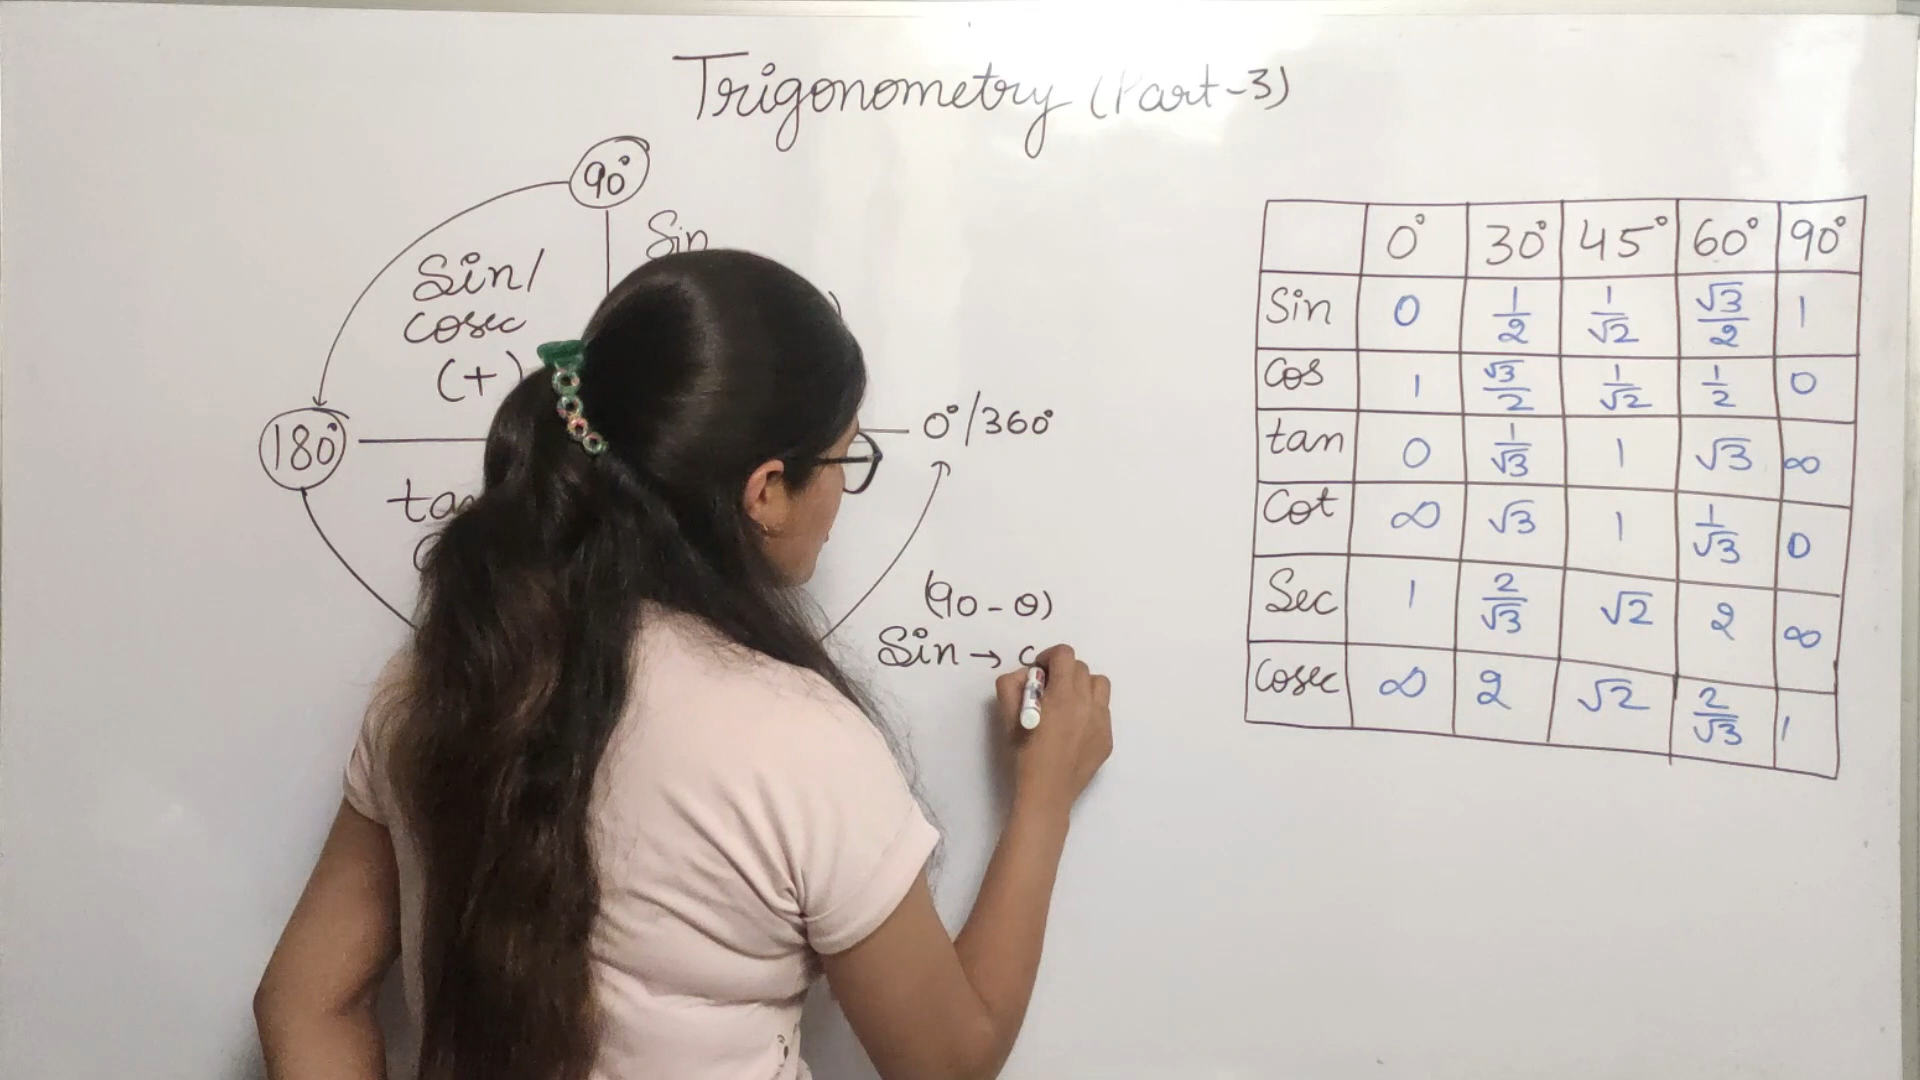 Trigonometry (Part-3)
90°
Sin
Sin/
cosec
(+)
180°
0°/360°
(90-θ)
Sin →
0° 30° 45° 60° 90°
Sin 0 1/2 1/√2 √3/2 1
Cos 1 √3/2 1/√2 1/2 0
tan 0 1/√3 1 √3 ∞
Cot ∞ √3 1 1/√3 0
Sec 1 2/√3 √2 2 ∞
Cosec ∞ 2 √2 2/√3 1